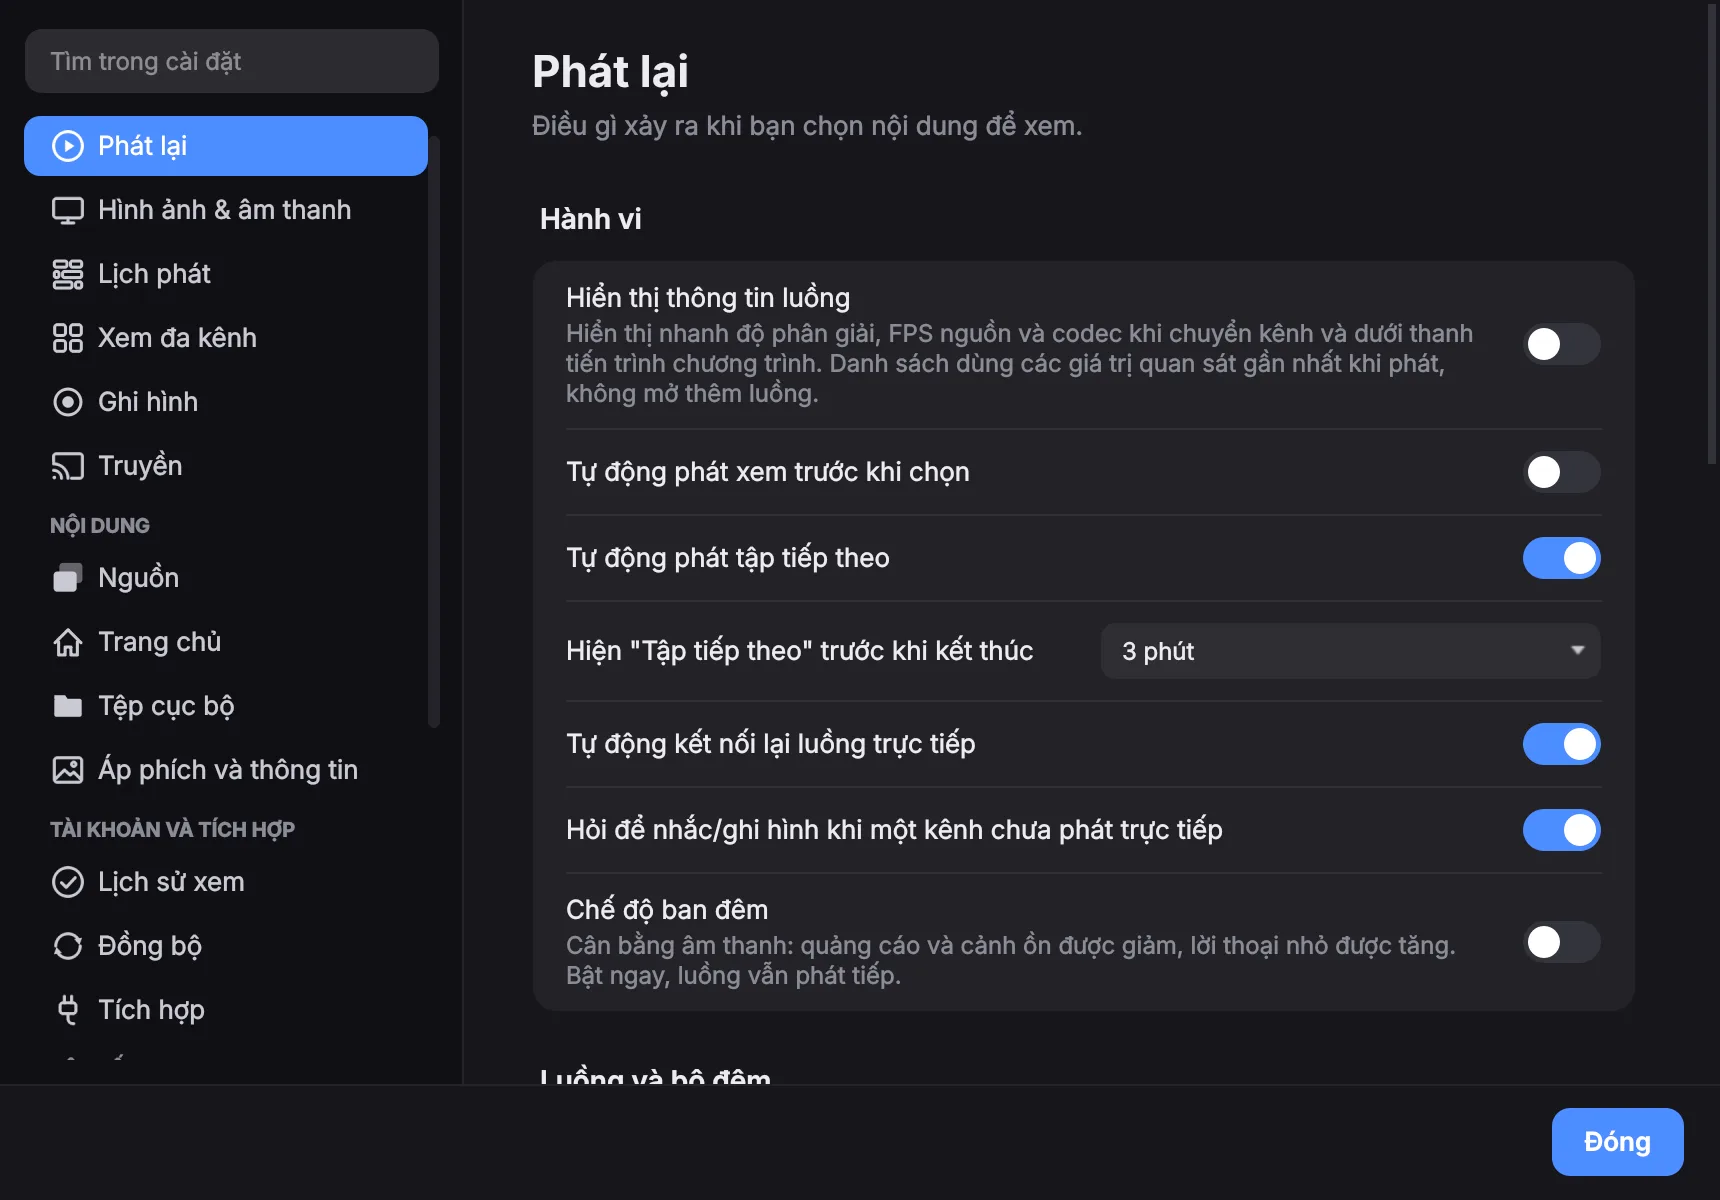 Tìm trong cài đặt
Phát lại
Hình ảnh & âm thanh
Lịch phát
Xem đa kênh
Ghi hình
Truyền
NỘI DUNG
Nguồn
Trang chủ
Tệp cục bộ
Áp phích và thông tin
TÀI KHOẢN VÀ TÍCH HỢP
Lịch sử xem
Đồng bộ
Tích hợp
Phát lại
Điều gì xảy ra khi bạn chọn nội dung để xem.
Hành vi
Hiển thị thông tin luồng
Hiển thị nhanh độ phân giải, FPS nguồn và codec khi chuyển kênh và dưới thanh
tiến trình chương trình. Danh sách dùng các giá trị quan sát gần nhất khi phát,
không mở thêm luồng.
Tự động phát xem trước khi chọn
Tự động phát tập tiếp theo
Hiện "Tập tiếp theo" trước khi kết thúc
3 phút
Tự động kết nối lại luồng trực tiếp
Hỏi để nhắc/ghi hình khi một kênh chưa phát trực tiếp
Chế độ ban đêm
Cân bằng âm thanh: quảng cáo và cảnh ồn được giảm, lời thoại nhỏ được tăng.
Bật ngay, luồng vẫn phát tiếp.
Luồng và bộ đệm
Đóng